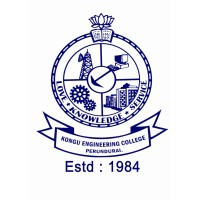 LOVE • KNOWLEDGE • SERVICE
KONGU ENGINEERING COLLEGE
PERUNDURAI.
Estd : 1984